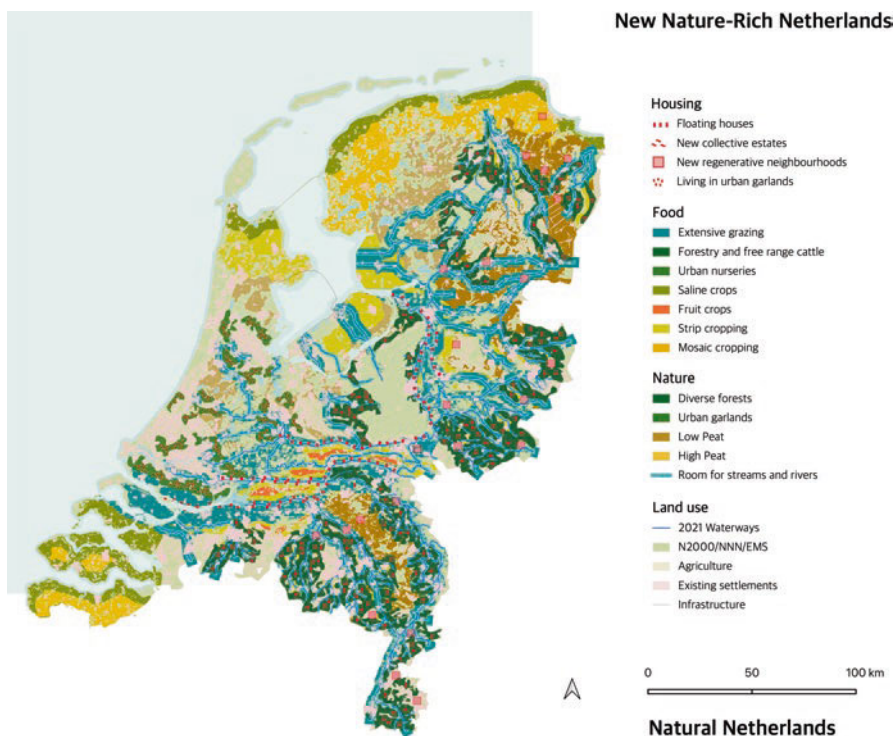 New Nature-Rich Netherlands
Housing
Floating houses
New collective estates
New regenerative neighbourhoods
Living in urban garlands
Food
Extensive grazing
Forestry and free range cattle
Urban nurseries
Saline crops
Fruit crops
Strip cropping
Mosaic cropping
Nature
Diverse forests
Urban garlands
Low Peat
High Peat
Room for streams and rivers
Land use
2021 Waterways
N2000/NNN/EMS
Agriculture
Existing settlements
Infrastructure
0 50 100 km
Natural Netherlands